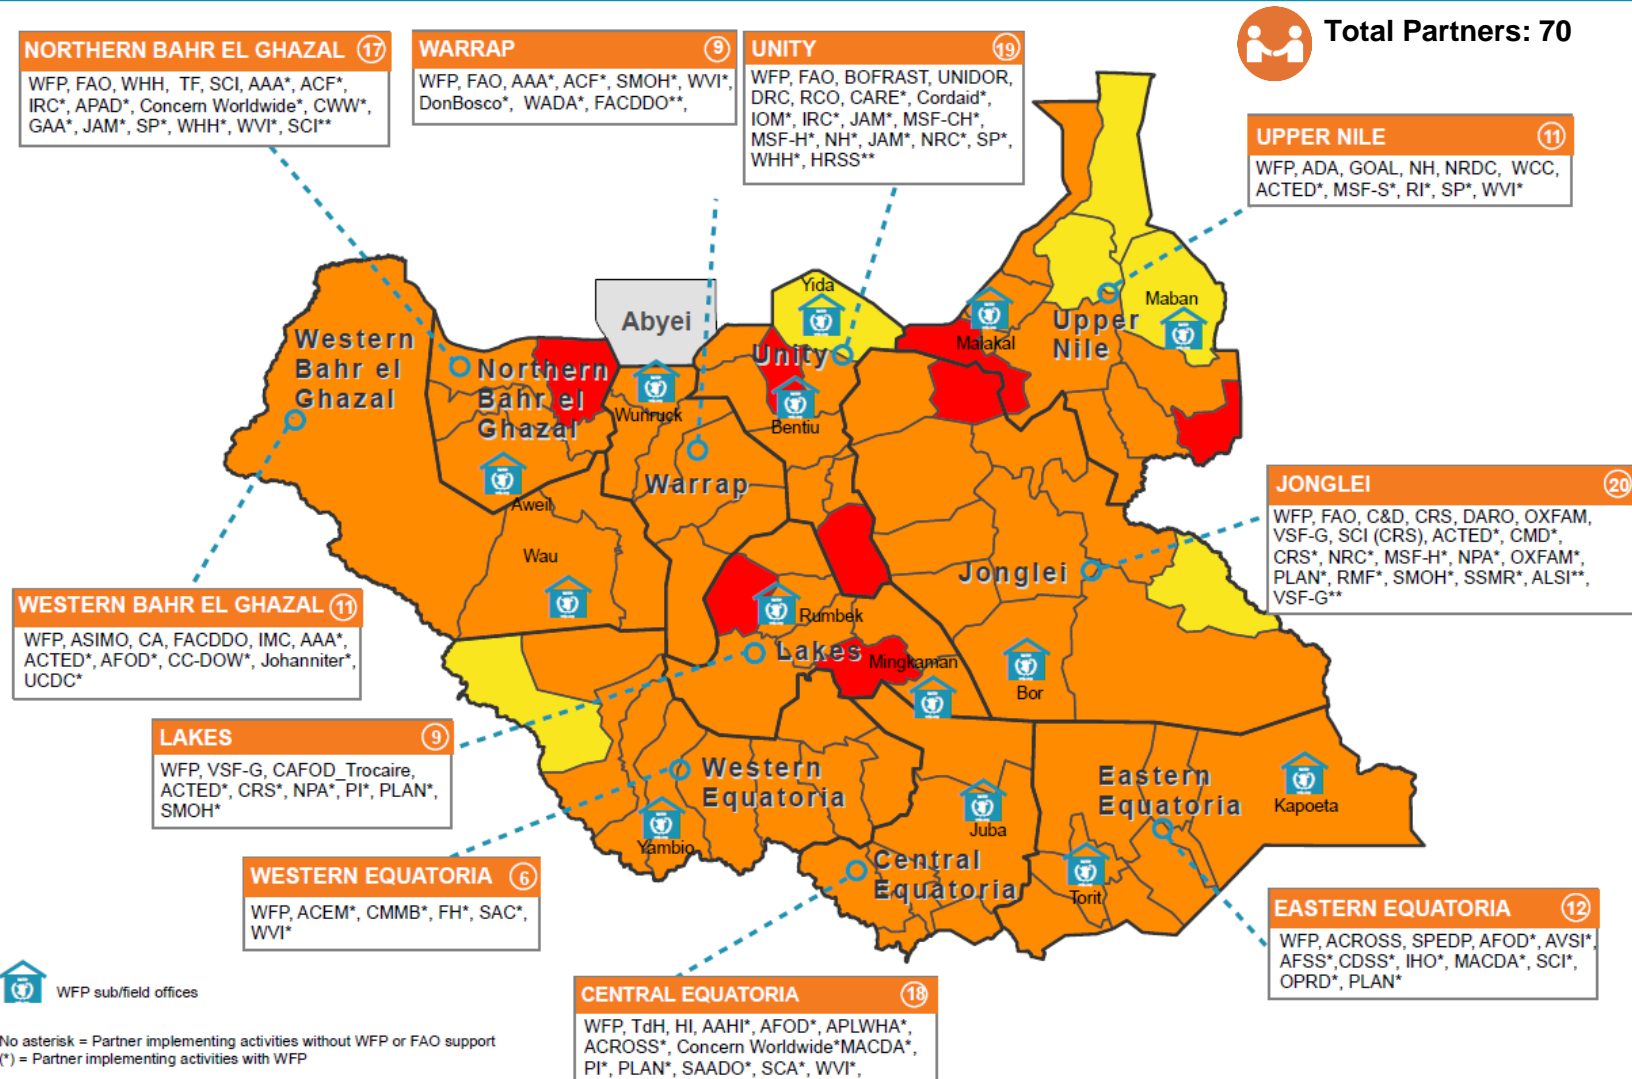 Total Partners: 70
NORTHERN BAHR EL GHAZAL 17
WFP, FAO, WHH, TF, SCI, AAA*, ACF*,
IRC*, APAD*, Concern Worldwide*, CWW*,
GAA*, JAM*, SP*, WHH*, WVI*, SCI**
WARRAP 9
WFP, FAO, AAA*, ACF*, SMOH*, WVI*,
DonBosco*, WADA*, FACDDO**,
UNITY 19
WFP, FAO, BOFRAST, UNIDOR,
DRC, RCO, CARE*, Cordaid*,
IOM*, IRC*, JAM*, MSF-CH*,
MSF-H*, NH*, JAM*, NRC*, SP*,
WHH*, HRSS**
UPPER NILE 11
WFP, ADA, GOAL, NH, NRDC, WCC,
ACTED*, MSF-S*, RI*, SP*, WVI*
Abyei
Yida
Maban
Malakal
Upper
Nile
Western
Bahr el
Ghazal
Northern
Bahr el
Ghazal
Unity
Wunruck
Bentiu
Warrap
Aweil
Wau
JONGLEI 20
WFP, FAO, C&D, CRS, DARO, OXFAM,
VSF-G, SCI (CRS), ACTED*, CMD*,
CRS*, NRC*, MSF-H*, NPA*, OXFAM*,
PLAN*, RMF*, SMOH*, SSMR*, ALSI**,
VSF-G**
Jonglei
Rumbek
Lakes
Mingkaman
Bor
WESTERN BAHR EL GHAZAL 11
WFP, ASIMO, CA, FACDDO, IMC, AAA*,
ACTED*, AFOD*, CC-DOW*, Johanniter*,
UCDC*
LAKES 9
WFP, VSF-G, CAFOD_Trocaire,
ACTED*, CRS*, NPA*, PI*, PLAN*,
SMOH*
Western
Equatoria
Eastern
Equatoria
Kapoeta
Juba
Yambio
Central
Equatoria
Torit
WESTERN EQUATORIA 6
WFP, ACEM*, CMMB*, FH*, SAC*,
WVI*
EASTERN EQUATORIA 12
WFP, ACROSS, SPEDP, AFOD*, AVSI*,
AFSS*,CDSS*, IHO*, MACDA*, SCI*,
OPRD*, PLAN*
CENTRAL EQUATORIA 18
WFP, TdH, HI, AAHI*, AFOD*, APLWHA*,
ACROSS*, Concern Worldwide*MACDA*,
PI*, PLAN*, SAADO*, SCA*, WVI*,
WFP sub/field offices
No asterisk = Partner implementing activities without WFP or FAO support
(*) = Partner implementing activities with WFP